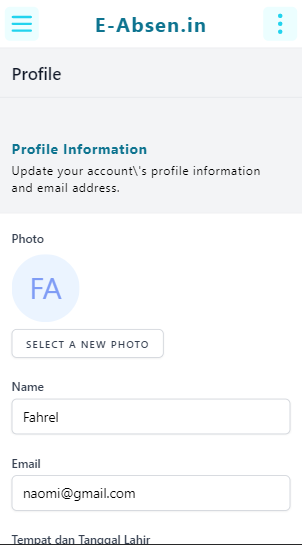 E-Absen.in
Profile
Profile Information
Update your account\'s profile information
and email address.
Photo
FA
SELECT A NEW PHOTO
Name
Fahrel
Email
naomi@gmail.com
Tempat dan Tanggal Lahir